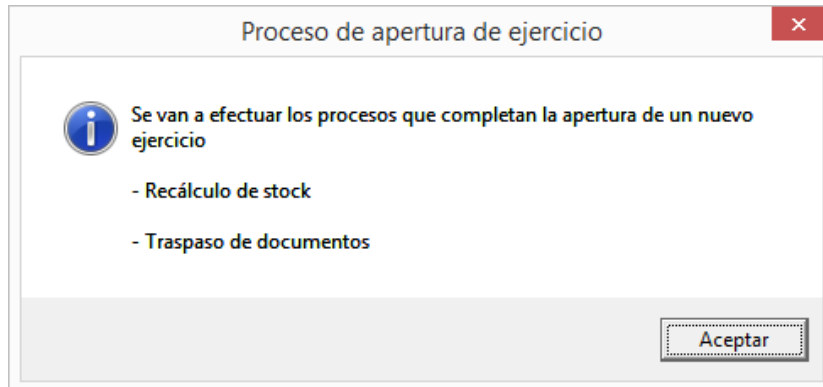 Proceso de apertura de ejercicio
Se van a efectuar los procesos que completan la apertura de un nuevo
ejercicio
- Recálculo de stock
- Traspaso de documentos
Aceptar